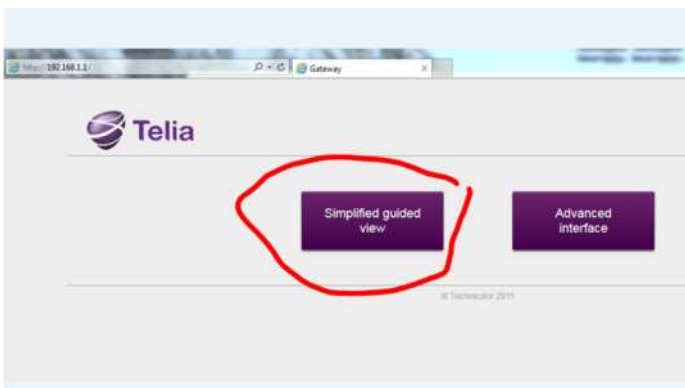 http://192.168.1.1/
Gateway
Telia
Simplified guided
view
Advanced
interface
© Technicolor 2015